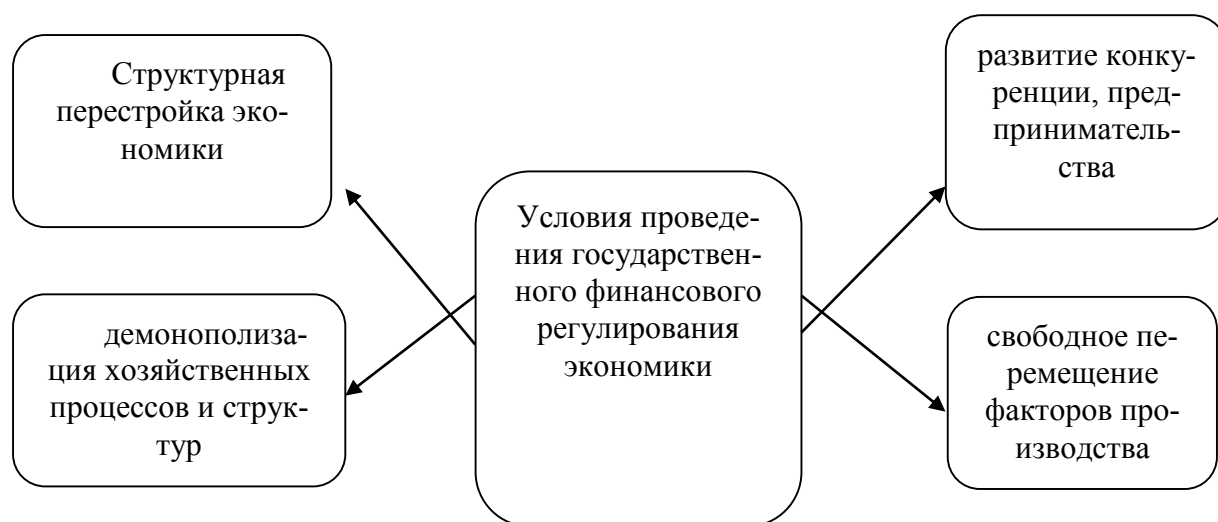 Структурная
перестройка эко-
номики
демонополиза-
ция хозяйственных
процессов и струк-
тур
Условия проведе-
ния государствен-
ного финансового
регулирования
экономики
развитие конку-
ренции, пред-
приниматель-
ства
свободное пе-
ремещение
факторов про-
изводства